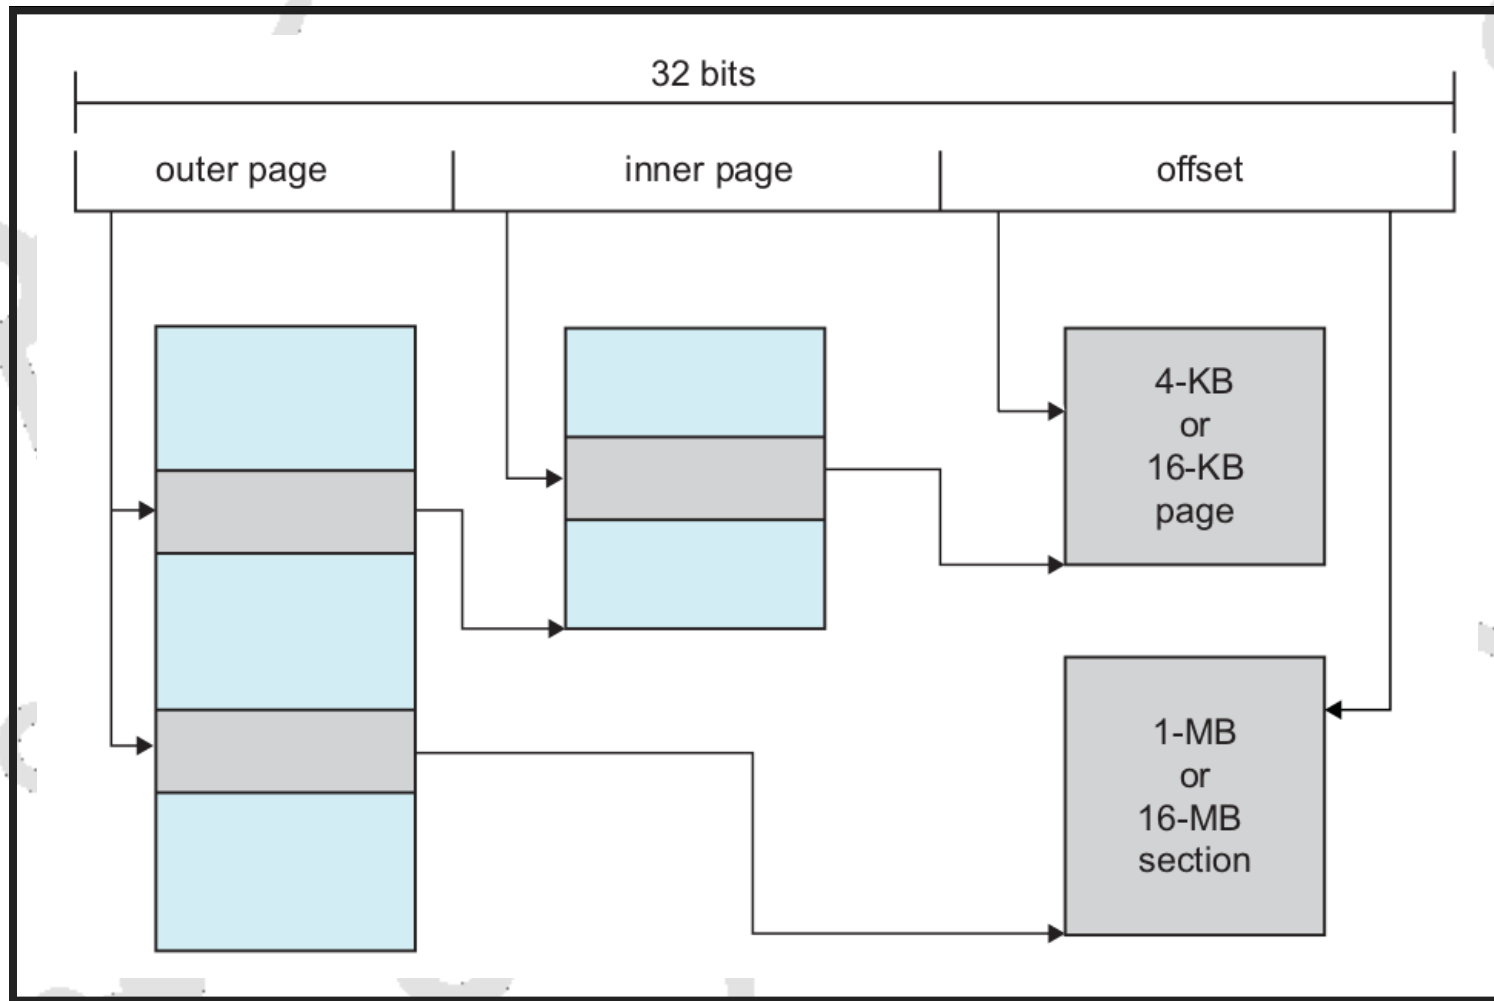 32 bits
outer page
inner page
offset
4-KB
or
16-KB
page
1-MB
or
16-MB
section